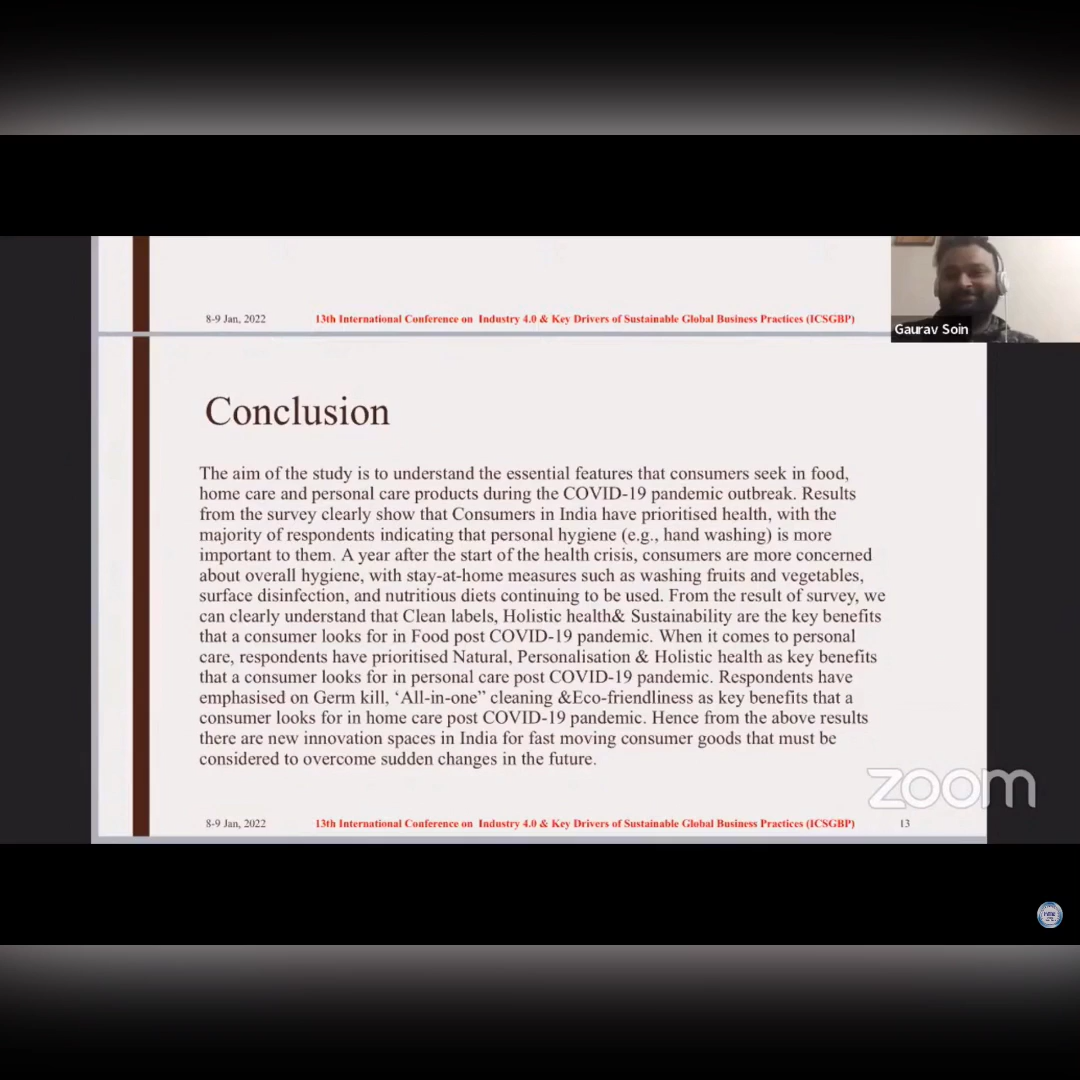 8-9 Jan, 2022 13th International Conference on Industry 4.0 & Key Drivers of Sustainable Global Business Practices (ICSGBP)
Gaurav Soin
Conclusion
The aim of the study is to understand the essential features that consumers seek in food,
home care and personal care products during the COVID-19 pandemic outbreak. Results
from the survey clearly show that Consumers in India have prioritised health, with the
majority of respondents indicating that personal hygiene (e.g., hand washing) is more
important to them. A year after the start of the health crisis, consumers are more concerned
about overall hygiene, with stay-at-home measures such as washing fruits and vegetables,
surface disinfection, and nutritious diets continuing to be used. From the result of survey, we
can clearly understand that Clean labels, Holistic health& Sustainability are the key benefits
that a consumer looks for in Food post COVID-19 pandemic. When it comes to personal
care, respondents have prioritised Natural, Personalisation & Holistic health as key benefits
that a consumer looks for in personal care post COVID-19 pandemic. Respondents have
emphasised on Germ kill, ‘All-in-one” cleaning &Eco-friendliness as key benefits that a
consumer looks for in home care post COVID-19 pandemic. Hence from the above results
there are new innovation spaces in India for fast moving consumer goods that must be
considered to overcome sudden changes in the future.
zoom
8-9 Jan, 2022 13th International Conference on Industry 4.0 & Key Drivers of Sustainable Global Business Practices (ICSGBP) 13